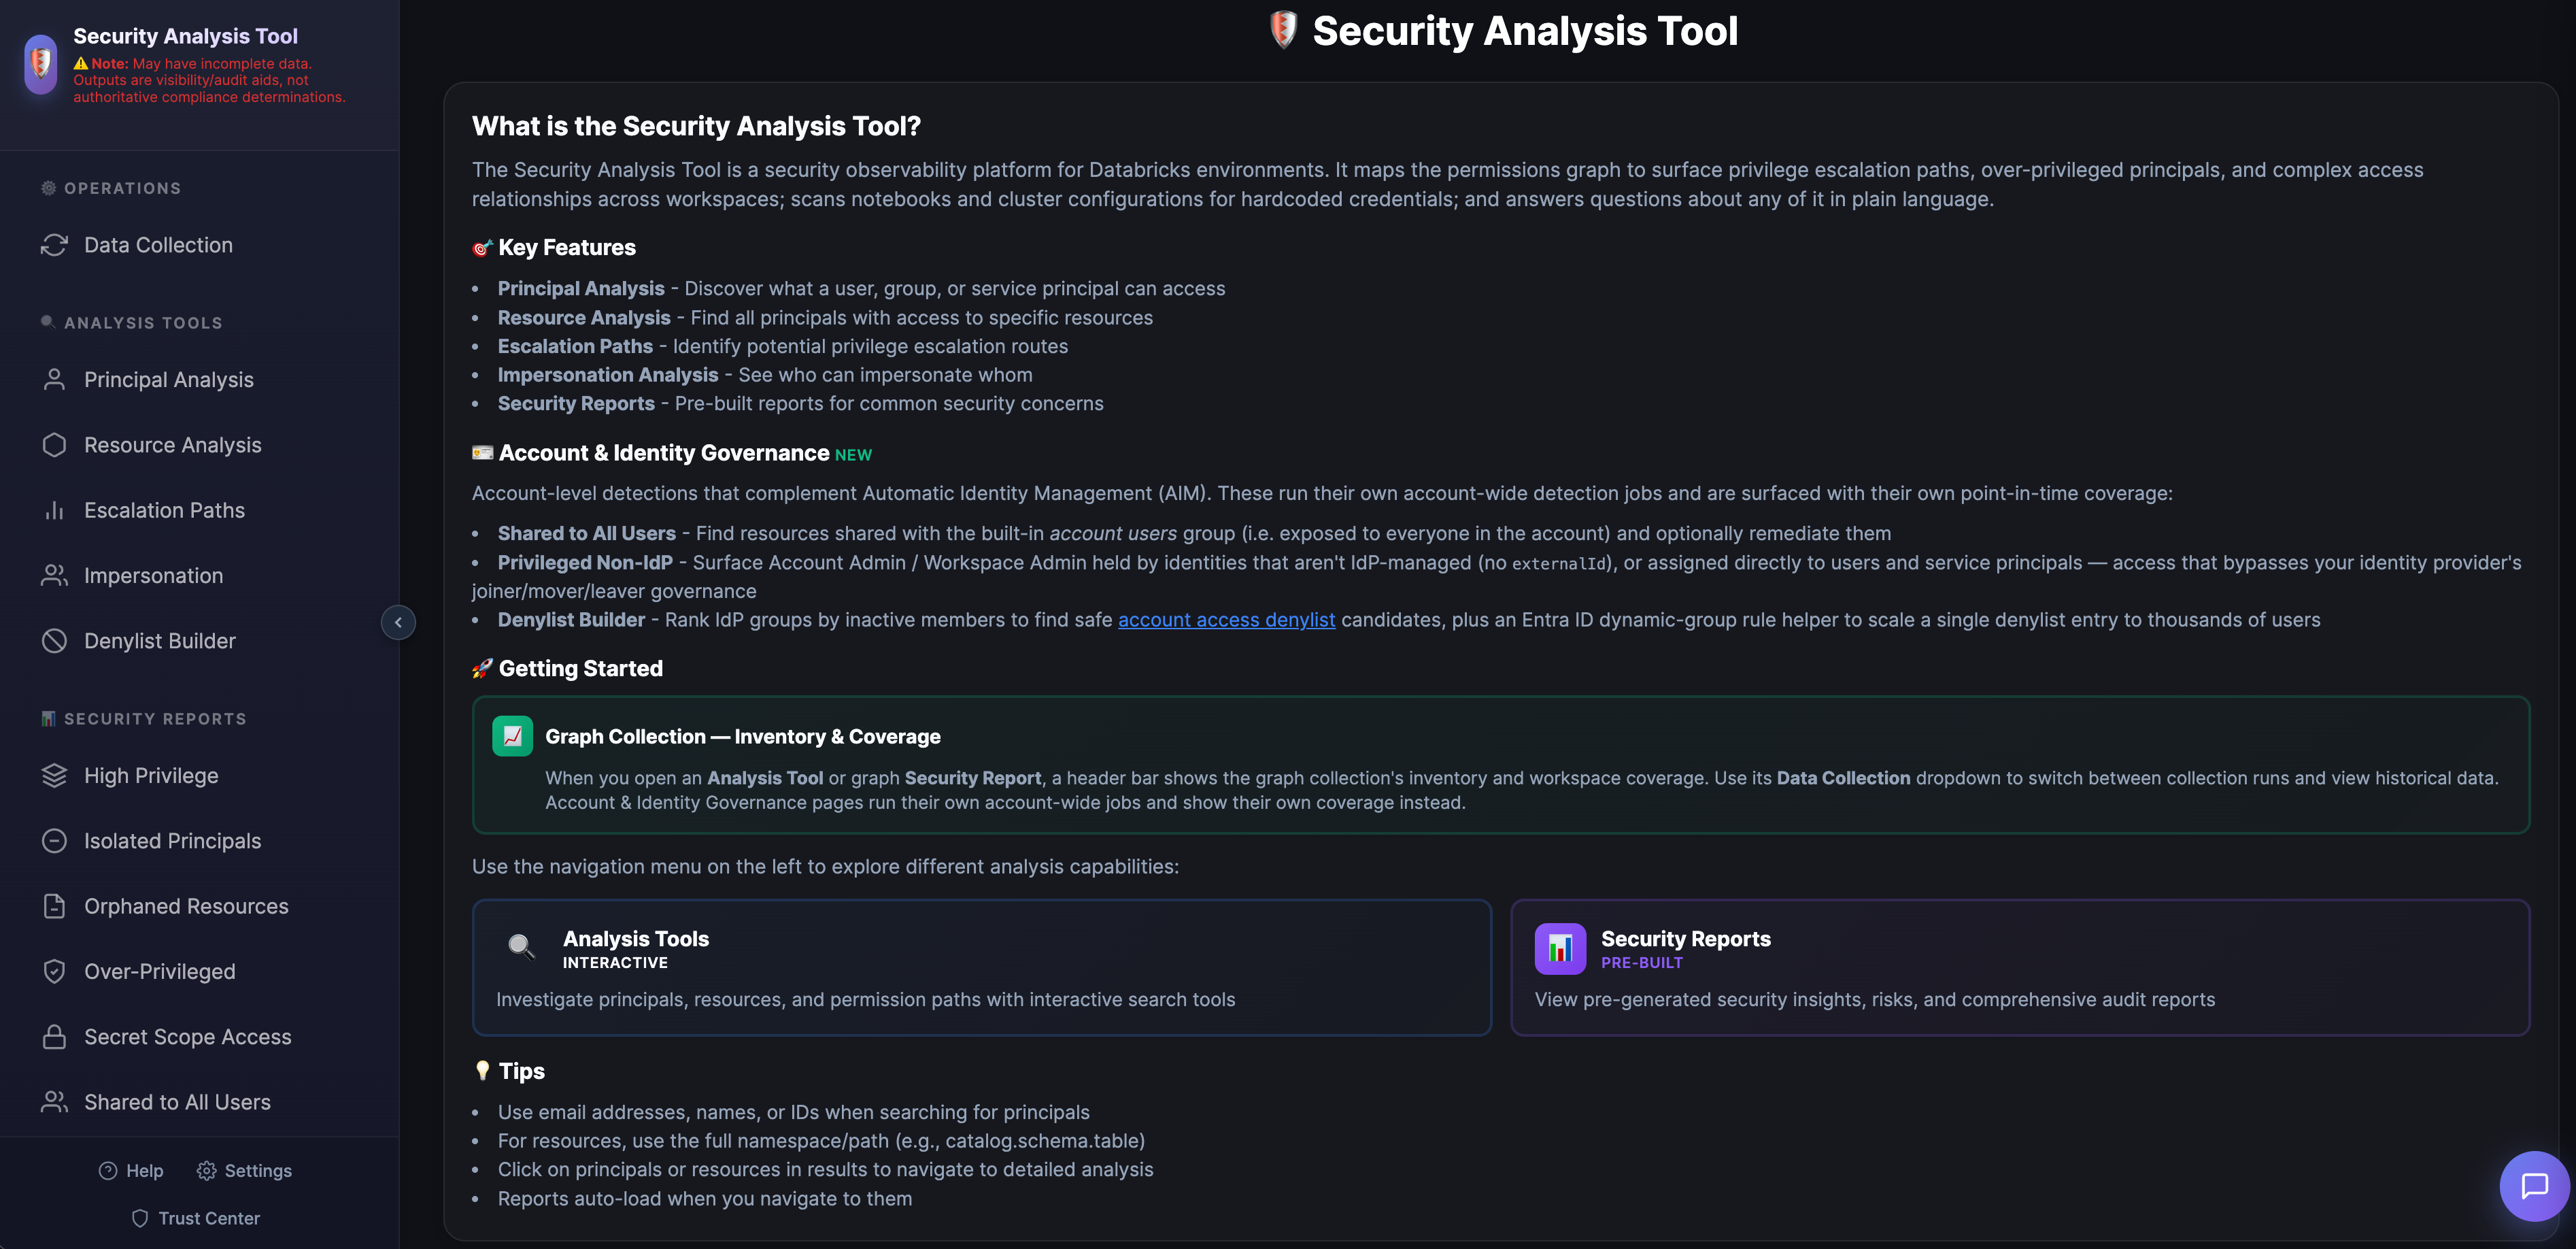 Security Analysis Tool
Note: May have incomplete data.
Outputs are visibility/audit aids, not
authoritative compliance determinations.
OPERATIONS
Data Collection
ANALYSIS TOOLS
Principal Analysis
Resource Analysis
Escalation Paths
Impersonation
Denylist Builder
SECURITY REPORTS
High Privilege
Isolated Principals
Orphaned Resources
Over-Privileged
Secret Scope Access
Shared to All Users
Help
Settings
Trust Center
Security Analysis Tool
What is the Security Analysis Tool?
The Security Analysis Tool is a security observability platform for Databricks environments. It maps the permissions graph to surface privilege escalation paths, over-privileged principals, and complex access
relationships across workspaces; scans notebooks and cluster configurations for hardcoded credentials; and answers questions about any of it in plain language.
Key Features
• Principal Analysis - Discover what a user, group, or service principal can access
• Resource Analysis - Find all principals with access to specific resources
• Escalation Paths - Identify potential privilege escalation routes
• Impersonation Analysis - See who can impersonate whom
• Security Reports - Pre-built reports for common security concerns
Account & Identity Governance NEW
Account-level detections that complement Automatic Identity Management (AIM). These run their own account-wide detection jobs and are surfaced with their own point-in-time coverage:
• Shared to All Users - Find resources shared with the built-in account users group (i.e. exposed to everyone in the account) and optionally remediate them
• Privileged Non-IdP - Surface Account Admin / Workspace Admin held by identities that aren't IdP-managed (no externalId), or assigned directly to users and service principals — access that bypasses your identity provider's
joiner/mover/leaver governance
• Denylist Builder - Rank IdP groups by inactive members to find safe account access denylist candidates, plus an Entra ID dynamic-group rule helper to scale a single denylist entry to thousands of users
Getting Started
Graph Collection — Inventory & Coverage
When you open an Analysis Tool or graph Security Report, a header bar shows the graph collection's inventory and workspace coverage. Use its Data Collection dropdown to switch between collection runs and view historical data.
Account & Identity Governance pages run their own account-wide jobs and show their own coverage instead.
Use the navigation menu on the left to explore different analysis capabilities:
Analysis Tools
INTERACTIVE
Investigate principals, resources, and permission paths with interactive search tools
Security Reports
PRE-BUILT
View pre-generated security insights, risks, and comprehensive audit reports
Tips
• Use email addresses, names, or IDs when searching for principals
• For resources, use the full namespace/path (e.g., catalog.schema.table)
• Click on principals or resources in results to navigate to detailed analysis
• Reports auto-load when you navigate to them